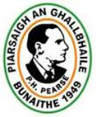 PIARSAIGH AN GHALLBHAILE
P.H. PEARSE
BUNAITHE 1949